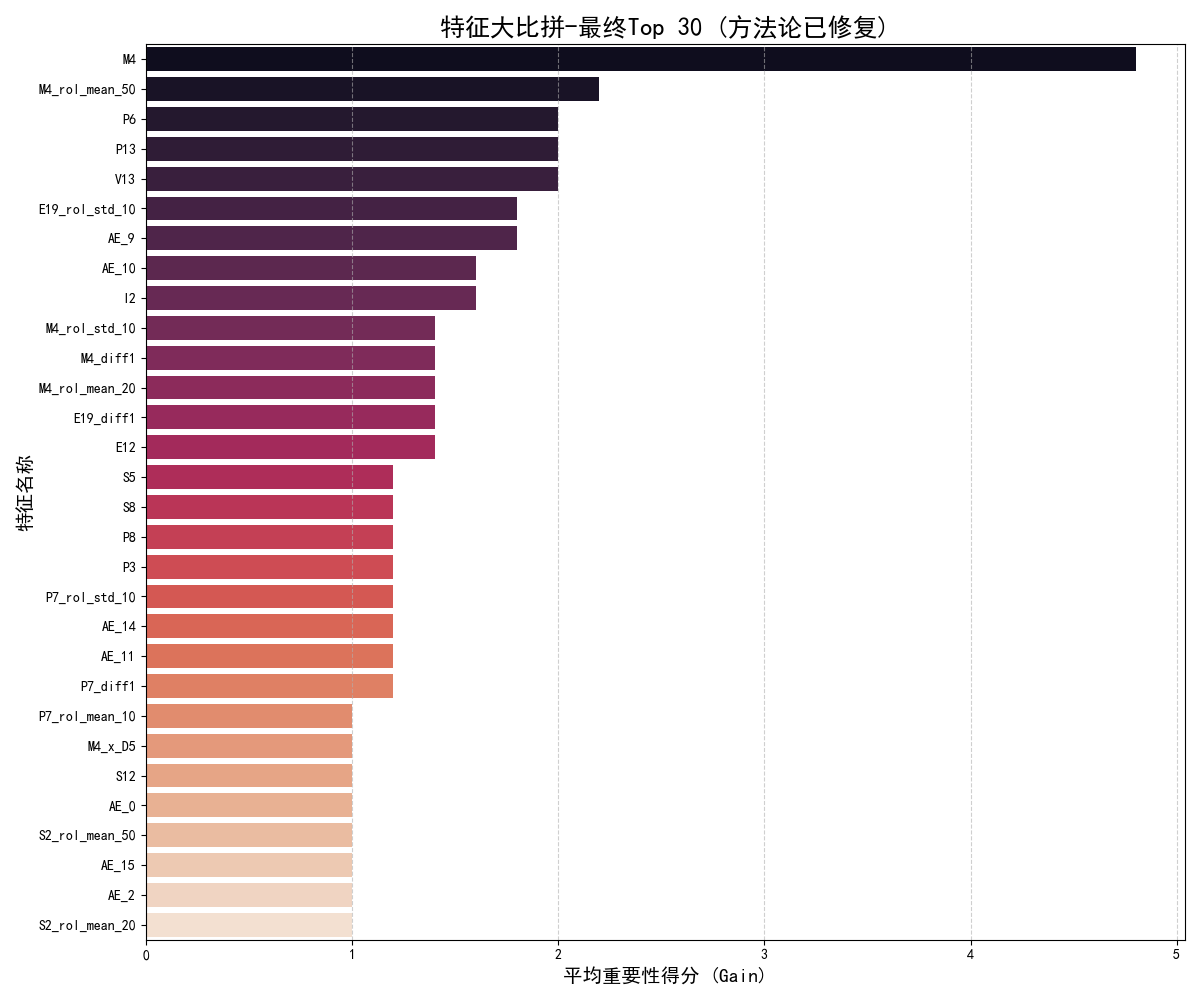 特征大比拼-最终Top 30 (方法论已修复)
特征名称
M4
M4_rol_mean_50
P6
P13
V13
E19_rol_std_10
AE_9
AE_10
I2
M4_rol_std_10
M4_diff1
M4_rol_mean_20
E19_diff1
E12
S5
S8
P8
P3
P7_rol_std_10
AE_14
AE_11
P7_diff1
P7_rol_mean_10
M4_x_D5
S12
AE_0
S2_rol_mean_50
AE_15
AE_2
S2_rol_mean_20
0 1 2 3 4 5
平均重要性得分 (Gain)